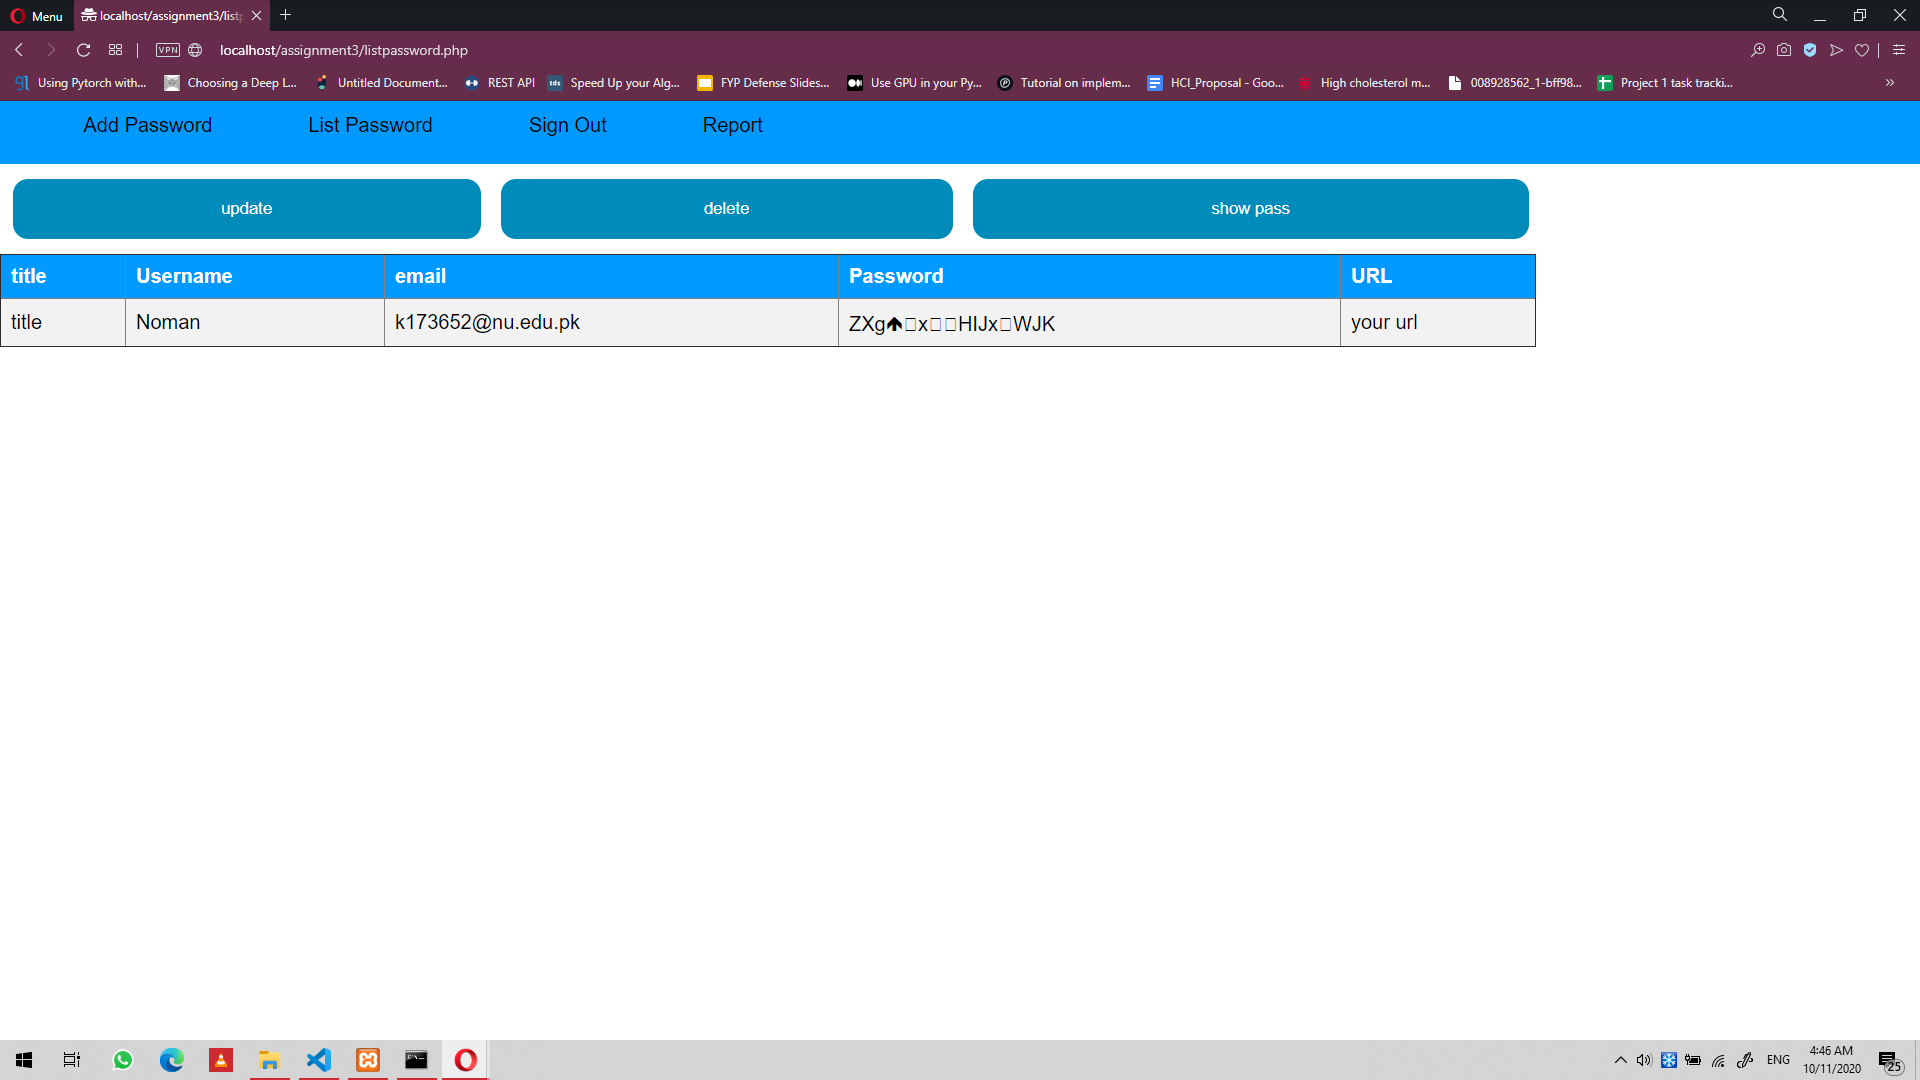 Menu localhost/assignment3/listp
VPN localhost/assignment3/listpassword.php
Using Pytorch with... Choosing a Deep L... Untitled Document... REST API tds Speed Up your Alg... FYP Defense Slides... Use GPU in your Py... Tutorial on implem... HCI_Proposal - Goo... High cholesterol m... 008928562_1-bff98... Project 1 task tracki... »
Add Password List Password Sign Out Report
update delete show pass
title Username email Password URL
title Noman k173652@nu.edu.pk ZXg🡅□x□□HIJx□WJK your url
ENG 4:46 AM
10/11/2020 25